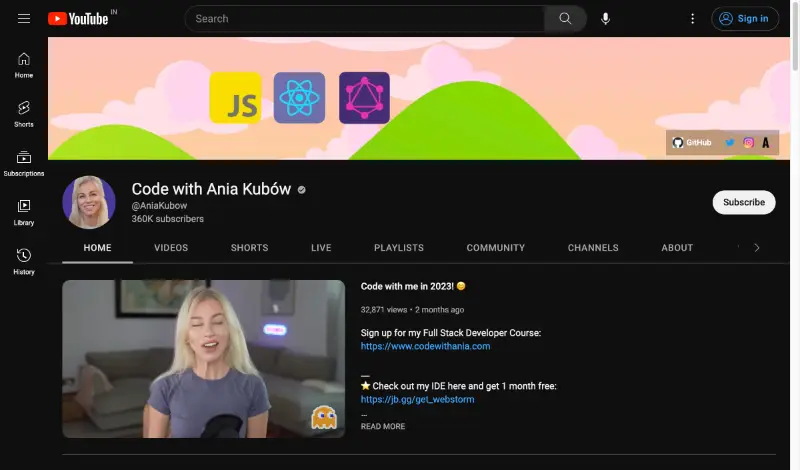 YouTube IN
Search
Sign in
Home
Shorts
Subscriptions
Library
History
JS
GitHub
Code with Ania Kubów
@AniaKubow
360K subscribers
Subscribe
HOME VIDEOS SHORTS LIVE PLAYLISTS COMMUNITY CHANNELS ABOUT
Code with me in 2023! 😊
32,871 views • 2 months ago
Sign up for my Full Stack Developer Course:
https://www.codewithania.com
__
⭐ Check out my IDE here and get 1 month free:
https://jb.gg/get_webstorm
...
READ MORE